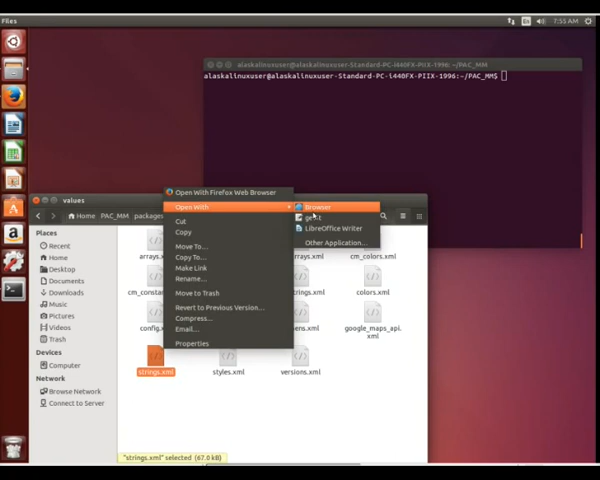 Files
En
7:55 AM
alaskalinuxuser@alaskalinuxuser-Standard-PC-i440FX-PIIX-1996: ~/PAC_MM
alaskalinuxuser@alaskalinuxuser-Standard-PC-i440FX-PIIX-1996:~/PAC_MM$
values
Home PAC_MM packages
Open With Firefox Web Browser
Open With
Cut
Copy
Move To...
Copy To...
Make Link
Rename...
Move to Trash
Revert to Previous Version...
Compress...
Email...
Properties
Browser
LibreOffice Writer
Other Application...
Places
Recent
Home
Desktop
Documents
Downloads
Music
Pictures
Videos
Trash
Devices
Computer
Network
Browse Network
Connect to Server
cm_colors.xml
colors.xml
google_maps_api.
xml
strings.xml
styles.xml
versions.xml
"strings.xml" selected (67.0 kB)